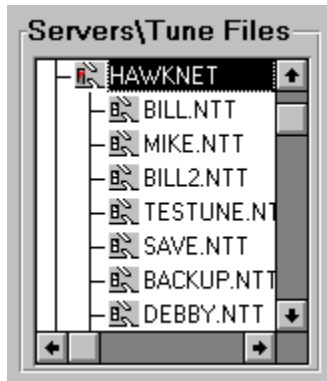 Servers\Tune Files
HAWKNET
BILL.NTT
MIKE.NTT
BILL2.NTT
TESTUNE.NT
SAVE.NTT
BACKUP.NTT
DEBBY.NTT